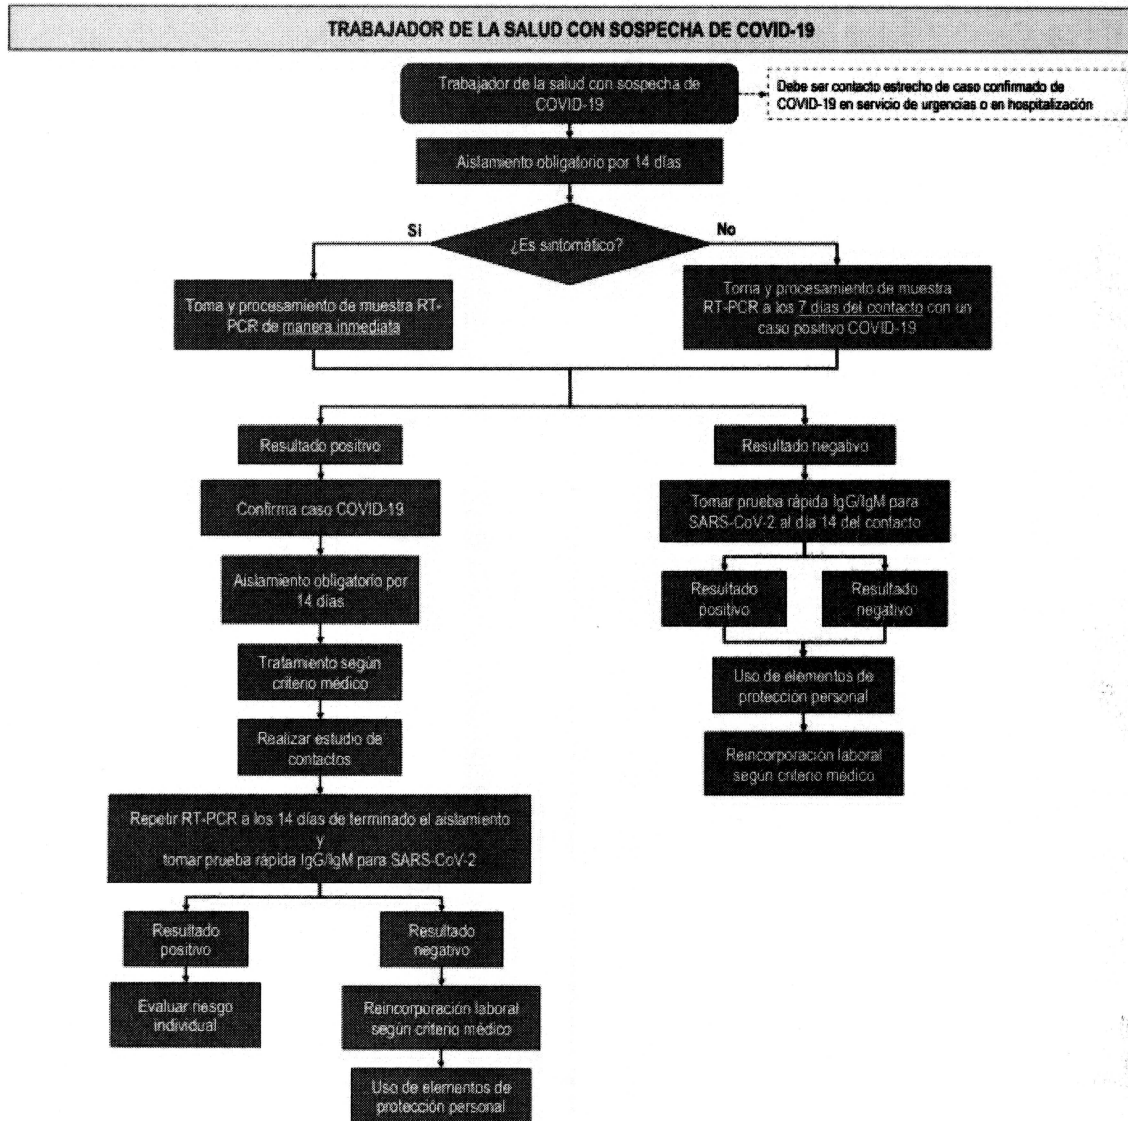 TRABAJADOR DE LA SALUD CON SOSPECHA DE COVID-19
Trabajador de la salud con sospecha de
COVID-19
Debe ser contacto estrecho de caso confirmado de
COVID-19 en servicio de urgencias o en hospitalización
Aislamiento obligatorio por 14 días
¿Es sintomático?
Si
No
Toma y procesamiento de muestra RT-
PCR de manera inmediata
Toma y procesamiento de muestra
RT-PCR a los 7 días del contacto con un
caso positivo COVID-19
Resultado positivo
Resultado negativo
Confirma caso COVID-19
Tomar prueba rápida IgG/IgM para
SARS-CoV-2 al día 14 del contacto
Aislamiento obligatorio por
14 días
Resultado
positivo
Resultado
negativo
Tratamiento según
criterio médico
Uso de elementos de
protección personal
Realizar estudio de
contactos
Reincorporación laboral
según criterio médico
Repetir RT-PCR a los 14 días de terminado el aislamiento
y
tomar prueba rápida IgG/IgM para SARS-CoV-2
Resultado
positivo
Resultado
negativo
Evaluar riesgo
individual
Reincorporación laboral
según criterio médico
Uso de elementos de
protección personal